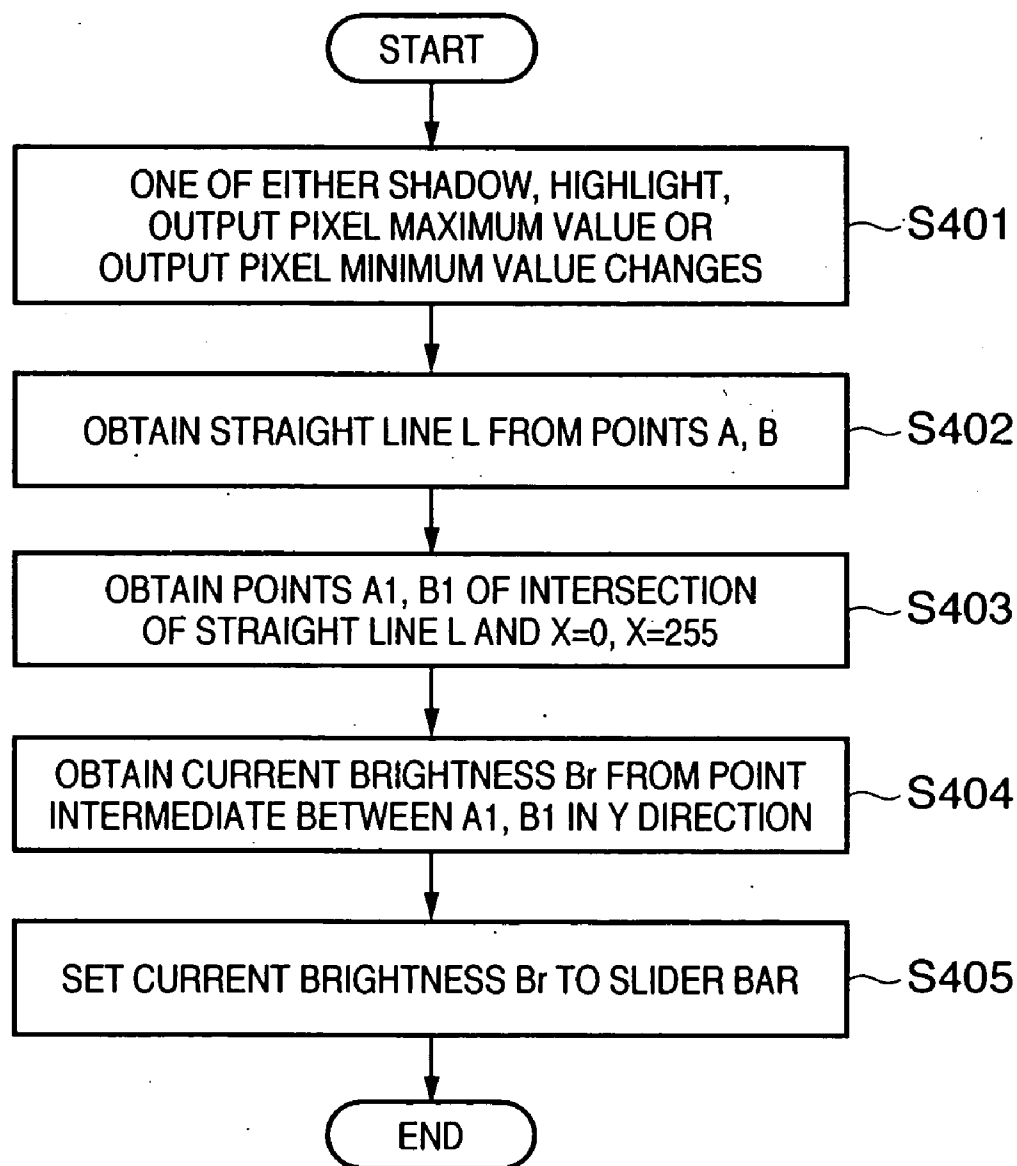 START
ONE OF EITHER SHADOW, HIGHLIGHT,
OUTPUT PIXEL MAXIMUM VALUE OR
OUTPUT PIXEL MINIMUM VALUE CHANGES
S401
OBTAIN STRAIGHT LINE L FROM POINTS A, B
S402
OBTAIN POINTS A1, B1 OF INTERSECTION
OF STRAIGHT LINE L AND X=0, X=255
S403
OBTAIN CURRENT BRIGHTNESS Br FROM POINT
INTERMEDIATE BETWEEN A1, B1 IN Y DIRECTION
S404
SET CURRENT BRIGHTNESS Br TO SLIDER BAR
S405
END